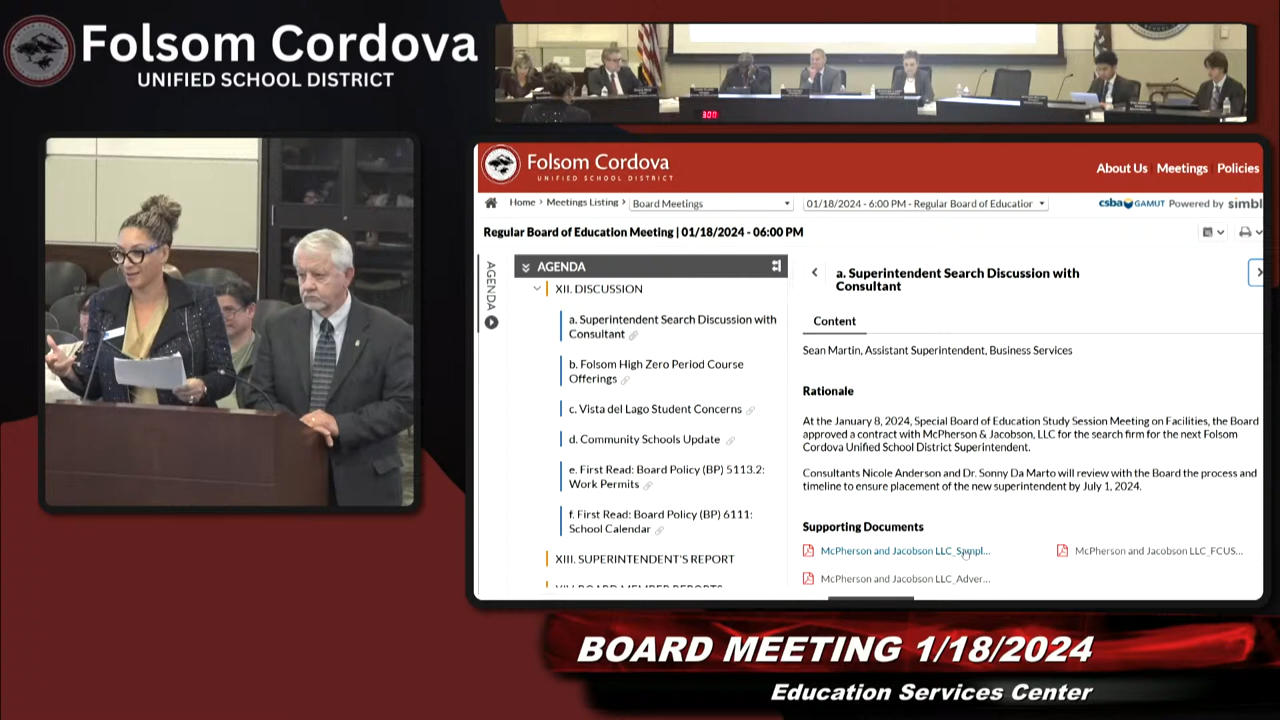 Folsom Cordova
UNIFIED SCHOOL DISTRICT
3:07
Folsom Cordova
UNIFIED SCHOOL DISTRICT
About Us Meetings Policies
Home > Meetings Listing > Board Meetings
01/18/2024 - 6:00 PM - Regular Board of Educatior
csba GAMUT Powered by simbl
Regular Board of Education Meeting | 01/18/2024 - 06:00 PM
AGENDA
AGENDA
XII. DISCUSSION
a. Superintendent Search Discussion with
Consultant
b. Folsom High Zero Period Course
Offerings
c. Vista del Lago Student Concerns
d. Community Schools Update
e. First Read: Board Policy (BP) 5113.2:
Work Permits
f. First Read: Board Policy (BP) 6111:
School Calendar
XIII. SUPERINTENDENT'S REPORT
a. Superintendent Search Discussion with
Consultant
Content
Sean Martin, Assistant Superintendent, Business Services
Rationale
At the January 8, 2024, Special Board of Education Study Session Meeting on Facilities, the Board
approved a contract with McPherson & Jacobson, LLC for the search firm for the next Folsom
Cordova Unified School District Superintendent.
Consultants Nicole Anderson and Dr. Sonny Da Marto will review with the Board the process and
timeline to ensure placement of the new superintendent by July 1, 2024.
Supporting Documents
McPherson and Jacobson LLC_Sampl...
McPherson and Jacobson LLC_FCUS...
McPherson and Jacobson LLC_Adver...
BOARD MEETING 1/18/2024
Education Services Center